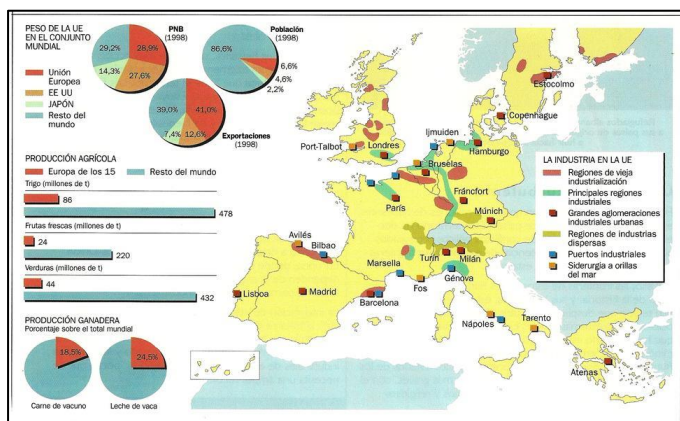 PESO DE LA UE
EN EL CONJUNTO
MUNDIAL
Unión
Europea
EE UU
JAPÓN
Resto del
mundo
PNB
(1998)
29,2%
28,9%
14,3%
27,6%
Población
(1998)
86,6%
6,6%
4,6%
2,2%
39,0%
41,0%
7,4%
12,6%
Exportaciones
(1998)
PRODUCCIÓN AGRÍCOLA
Europa de los 15
Resto del mundo
Trigo (millones de t)
86
478
Frutas frescas (millones de t)
24
220
Verduras (millones de t)
44
432
PRODUCCIÓN GANADERA
Porcentaje sobre el total mundial
18,5%
24,5%
Carne de vacuno
Leche de vaca
Estocolmo
Copenhague
Ijmuiden
Hamburgo
Port-Talbot
Londres
Bruselas
Fráncfort
París
Múnich
Avilés
Bilbao
Marsella
Turín
Milán
Fos
Génova
Lisboa
Madrid
Barcelona
Nápoles
Tarento
Atenas
LA INDUSTRIA EN LA UE
Regiones de vieja
industrialización
Principales regiones
industriales
Grandes aglomeraciones
industriales urbanas
Regiones de industrias
dispersas
Puertos industriales
Siderurgia a orillas
del mar